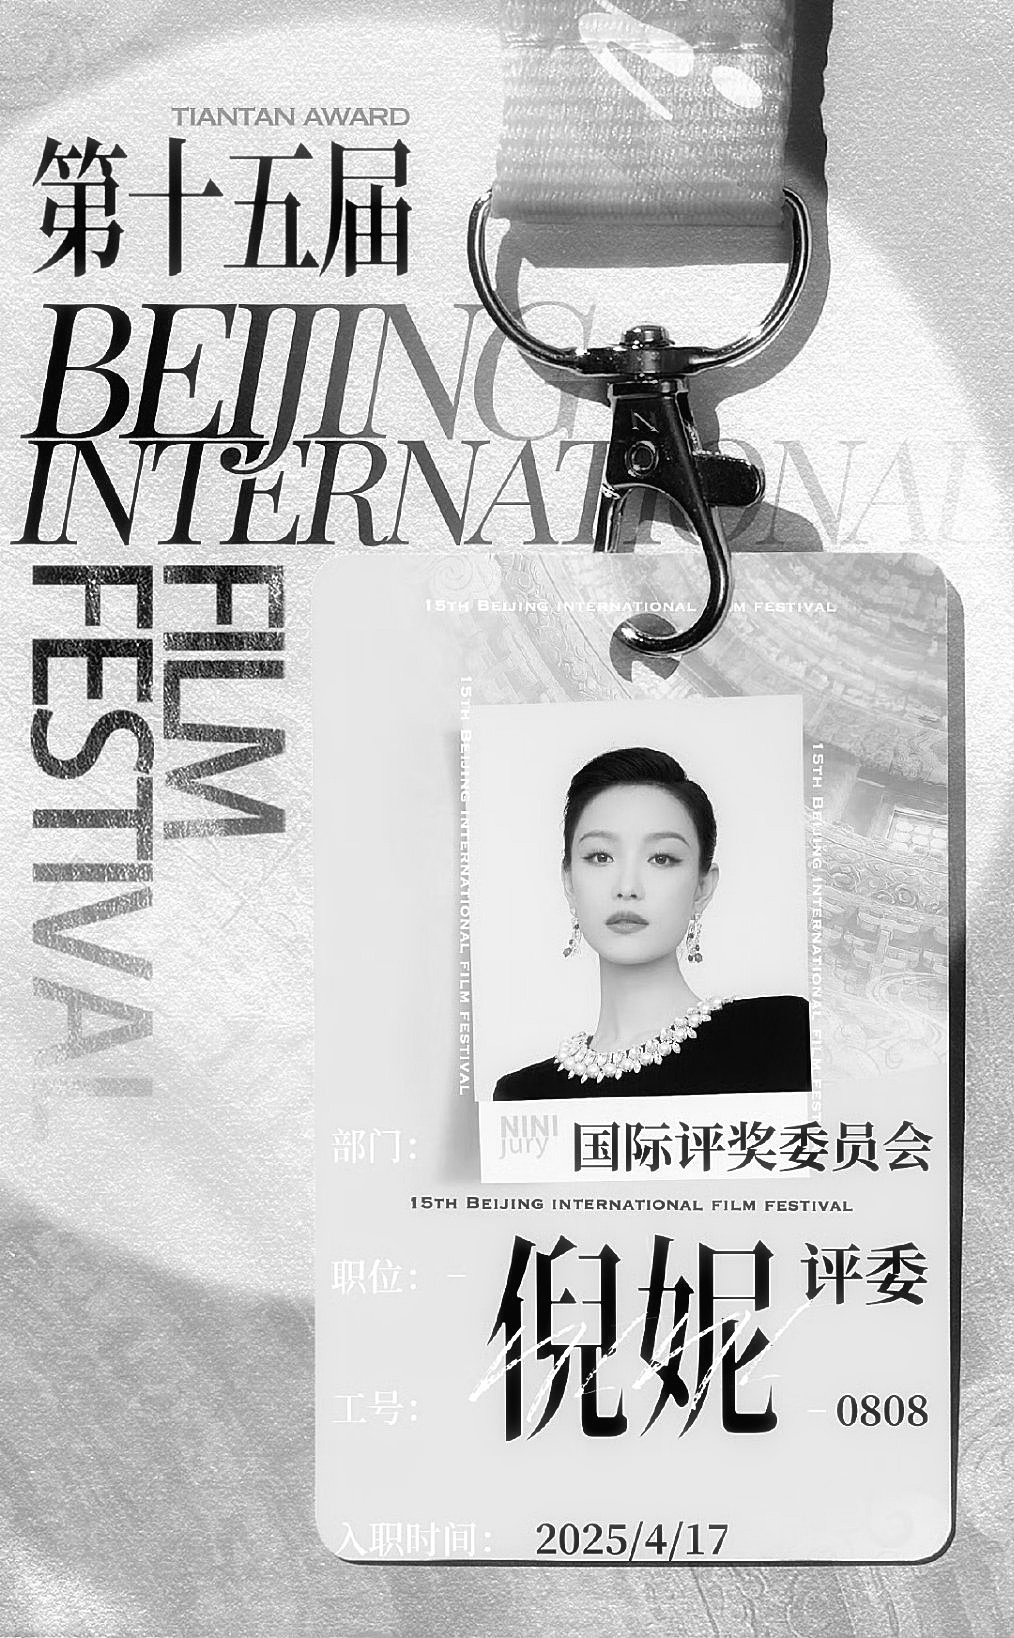 TIANTAN AWARD
第十五届
BEIJING
INTERNATIONAL
FILM
FESTIVAL
15TH BEIJING INTERNATIONAL FILM FESTIVAL
15TH BEIJING INTERNATIONAL FILM FESTIVAL
15TH BEIJING INTERNATIONAL FILM FEST
NINI
jury
部门：
国际评奖委员会
15TH BEIJING INTERNATIONAL FILM FESTIVAL
职位：－
倪妮
评委
工号：
－0808
入职时间：
2025/4/17